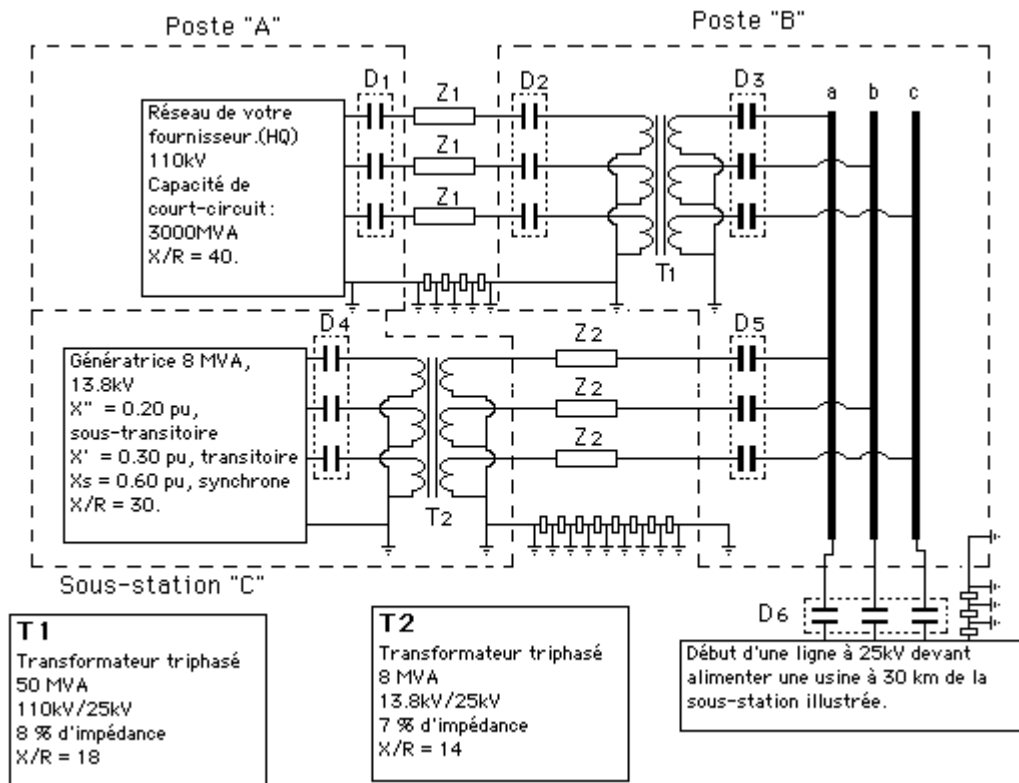 Poste "A"
Poste "B"
D1
Z1
D2
D3
a
b
c
Réseau de votre
fournisseur.(HQ)
110kV
Capacité de
court-circuit:
3000MVA
X/R = 40.
Z1
Z1
T1
D4
Z2
D5
Génératrice 8 MVA,
13.8kV
X" = 0.20 pu,
sous-transitoire
X' = 0.30 pu, transitoire
Xs = 0.60 pu, synchrone
X/R = 30.
Z2
Z2
T2
Sous-station "C"
D6
T1
Transformateur triphasé
50 MVA
110kV/25kV
8 % d'impédance
X/R = 18
T2
Transformateur triphasé
8 MVA
13.8kV/25kV
7 % d'impédance
X/R = 14
Début d'une ligne à 25kV devant
alimenter une usine à 30 km de la
sous-station illustrée.